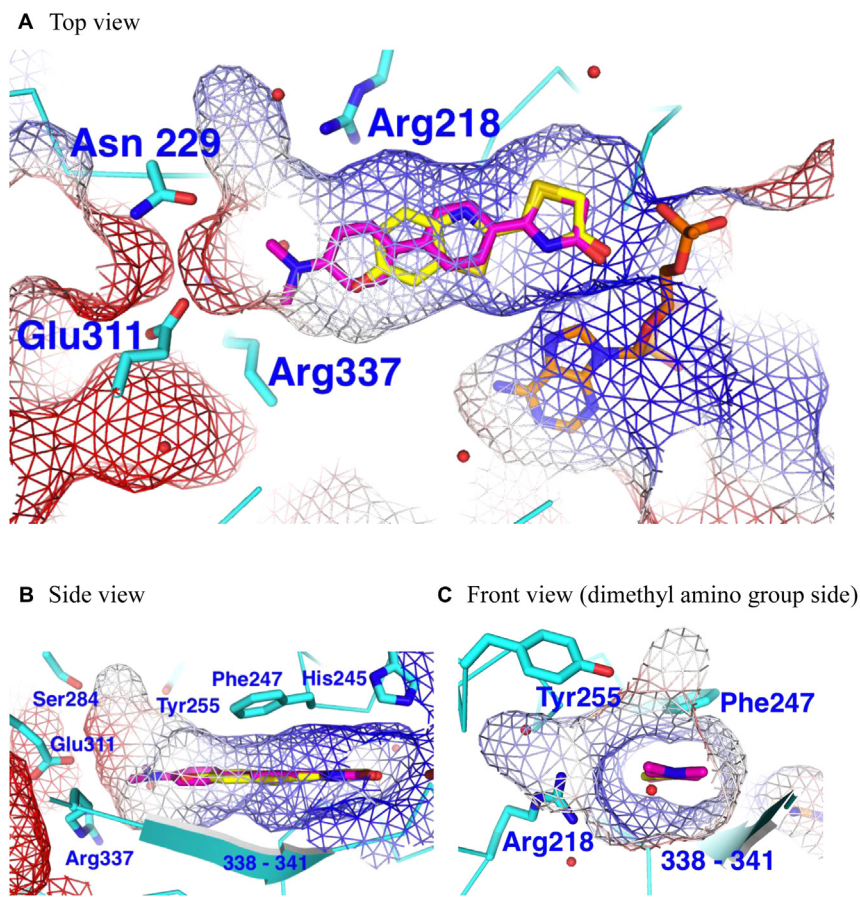 A Top view
Asn 229
Arg218
Glu311
Arg337
B Side view
C Front view (dimethyl amino group side)
Ser284
Tyr255
Phe247
His245
Glu311
Arg337
338 - 341
Tyr255
Phe247
Arg218
338 - 341